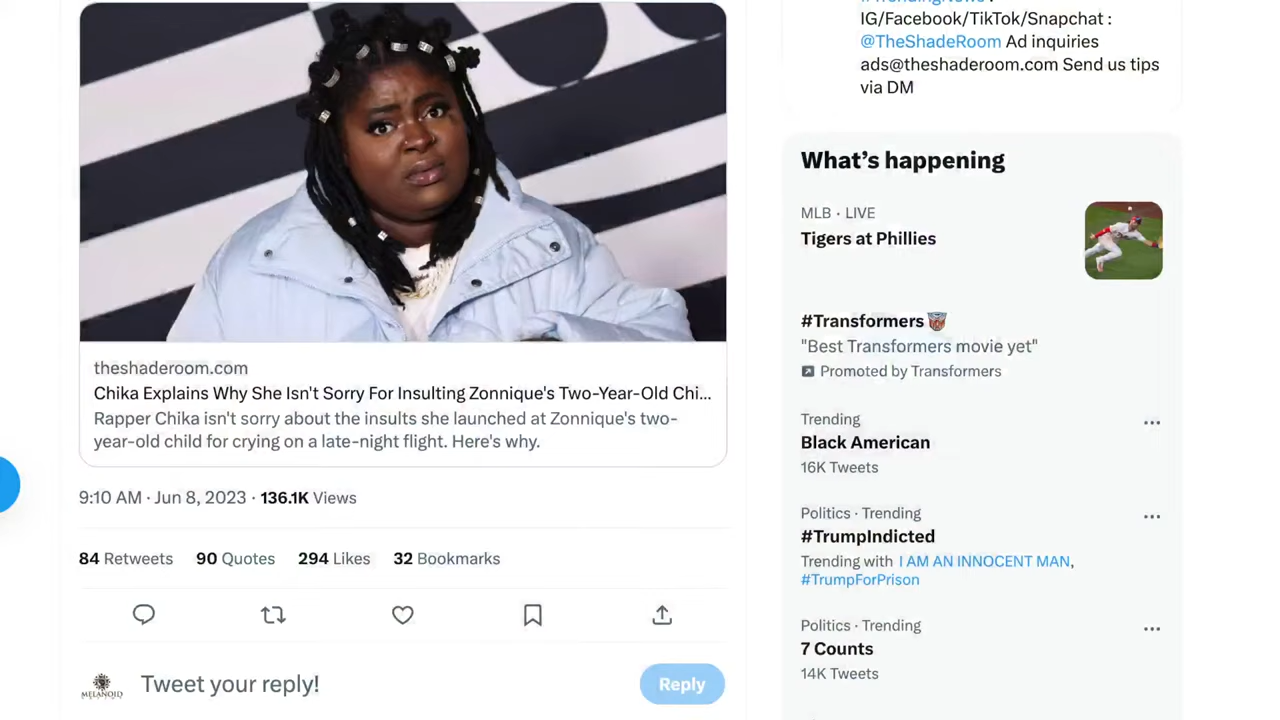 theshaderoom.com
Chika Explains Why She Isn't Sorry For Insulting Zonnique's Two-Year-Old Chi...
Rapper Chika isn't sorry about the insults she launched at Zonnique's two-
year-old child for crying on a late-night flight. Here's why.
9:10 AM · Jun 8, 2023 · 136.1K Views
84 Retweets 90 Quotes 294 Likes 32 Bookmarks
MELANOID
Tweet your reply!
Reply
IG/Facebook/TikTok/Snapchat :
@TheShadeRoom Ad inquiries
ads@theshaderoom.com Send us tips
via DM
What's happening
MLB · LIVE
Tigers at Phillies
#Transformers
"Best Transformers movie yet"
Promoted by Transformers
Trending
Black American
16K Tweets
Politics · Trending
#TrumpIndicted
Trending with I AM AN INNOCENT MAN,
#TrumpForPrison
Politics · Trending
7 Counts
14K Tweets